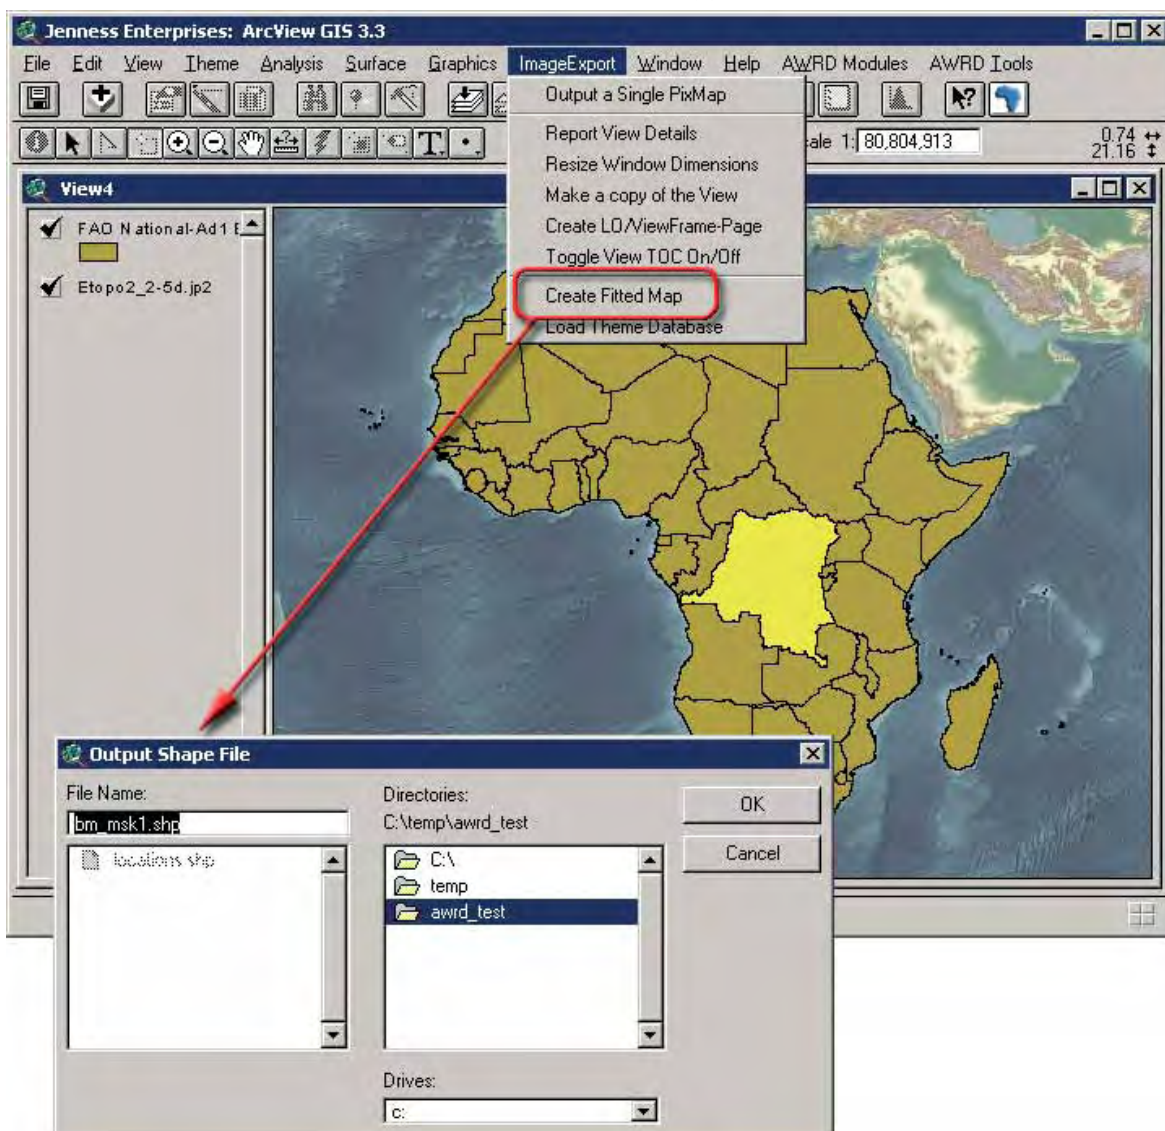 Jenness Enterprises: ArcView GIS 3.3
File Edit View Theme Analysis Surface Graphics ImageExport Window Help AWRD Modules AWRD Tools
Output a Single PixMap
Report View Details
Resize Window Dimensions
Make a copy of the View
Create LO/ViewFrame-Page
Toggle View TOC On/Off
Create Fitted Map
Load Theme Database
T
ale 1: 80,804,913
0.74
21.16
View4
FAO National-Ad1
Etopo2_2-5d.jp2
Output Shape File
File Name:
bm_msk1.shp
locations.shp
Directories:
C:\temp\awrd_test
C:\
temp
awrd_test
OK
Cancel
Drives:
c: